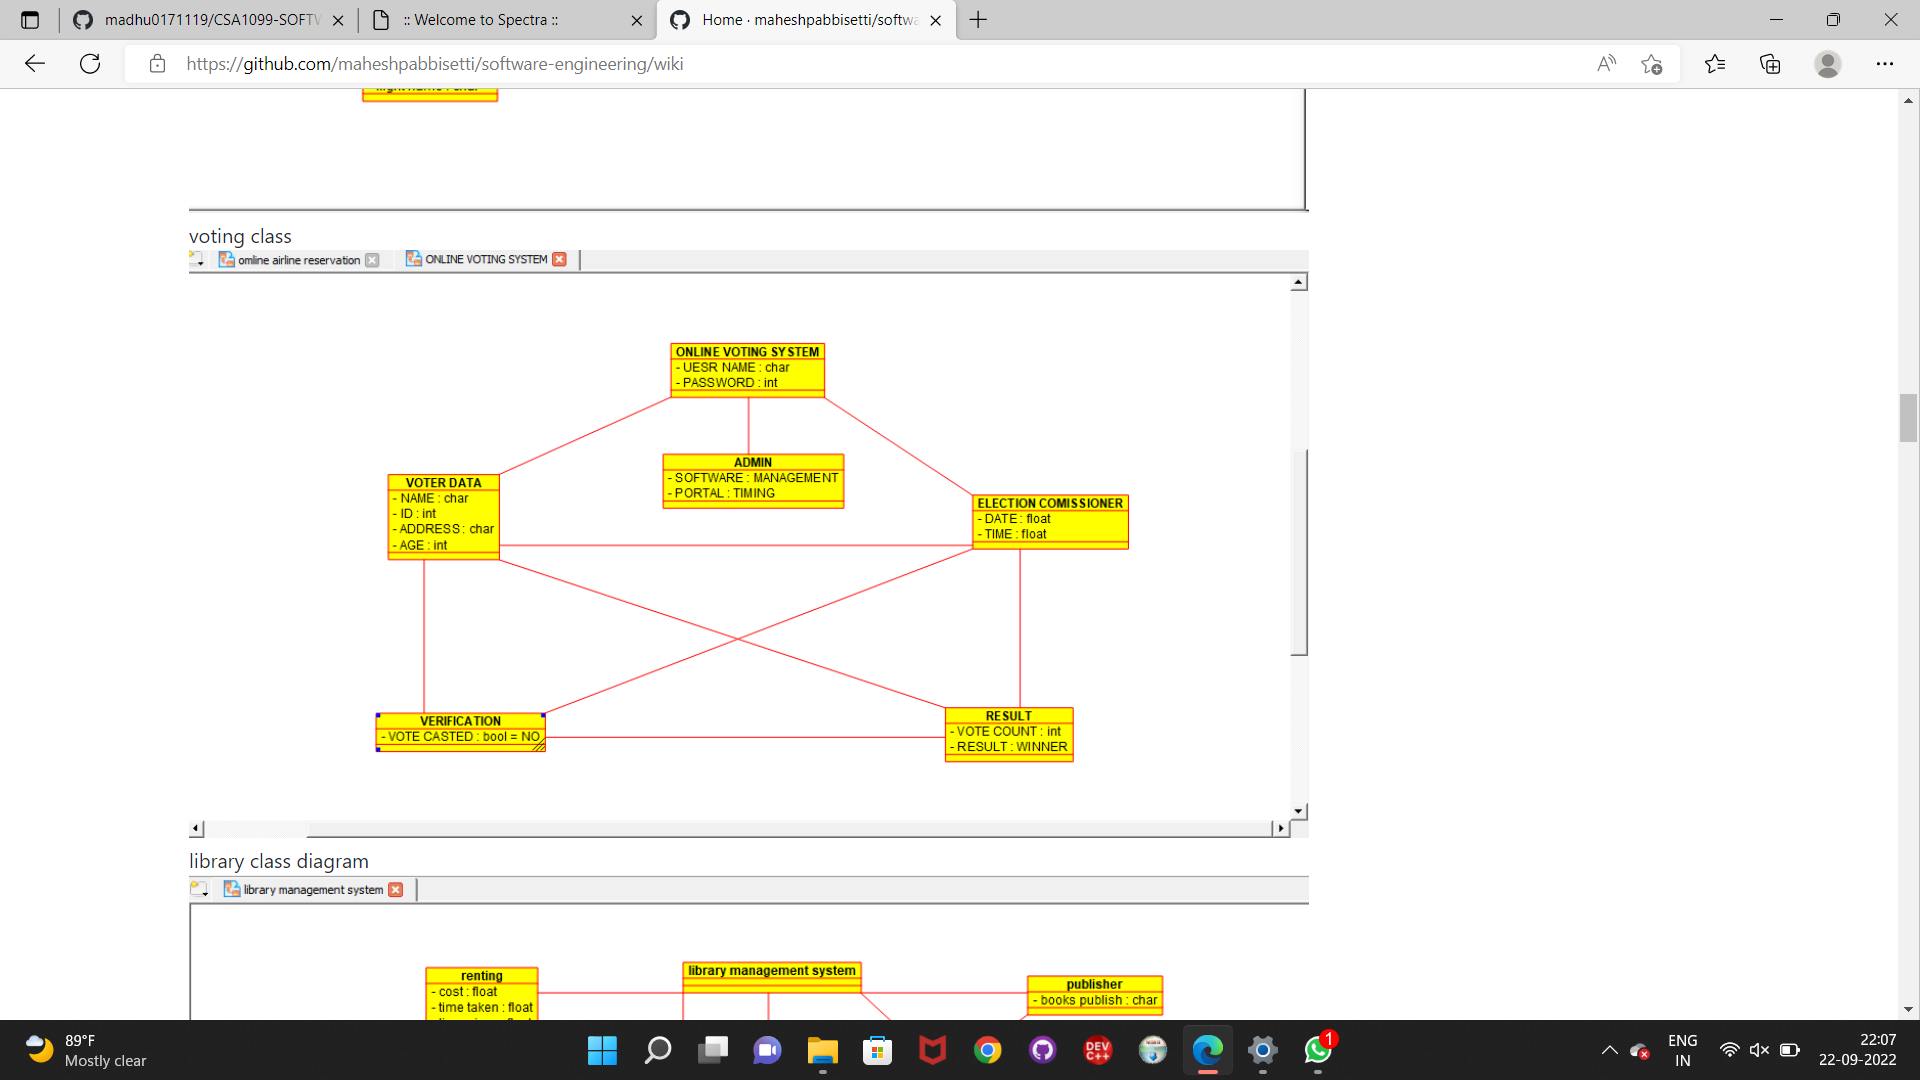 madhu0171119/CSA1099-SOFTW
:: Welcome to Spectra ::
Home · maheshpabbisetti/softwa
https://github.com/maheshpabbisetti/software-engineering/wiki
voting class
omline airline reservation
ONLINE VOTING SYSTEM
ONLINE VOTING SYSTEM
- UESR NAME : char
- PASSWORD : int
ADMIN
- SOFTWARE : MANAGEMENT
- PORTAL : TIMING
VOTER DATA
- NAME : char
- ID : int
- ADDRESS : char
- AGE : int
ELECTION COMISSIONER
- DATE : float
- TIME : float
VERIFICATION
- VOTE CASTED : bool = NO
RESULT
- VOTE COUNT : int
- RESULT : WINNER
library class diagram
library management system
renting
- cost : float
- time taken : float
library management system
publisher
- books publish : char
89°F
Mostly clear
DEV
C++
1
ENG
IN
22:07
22-09-2022